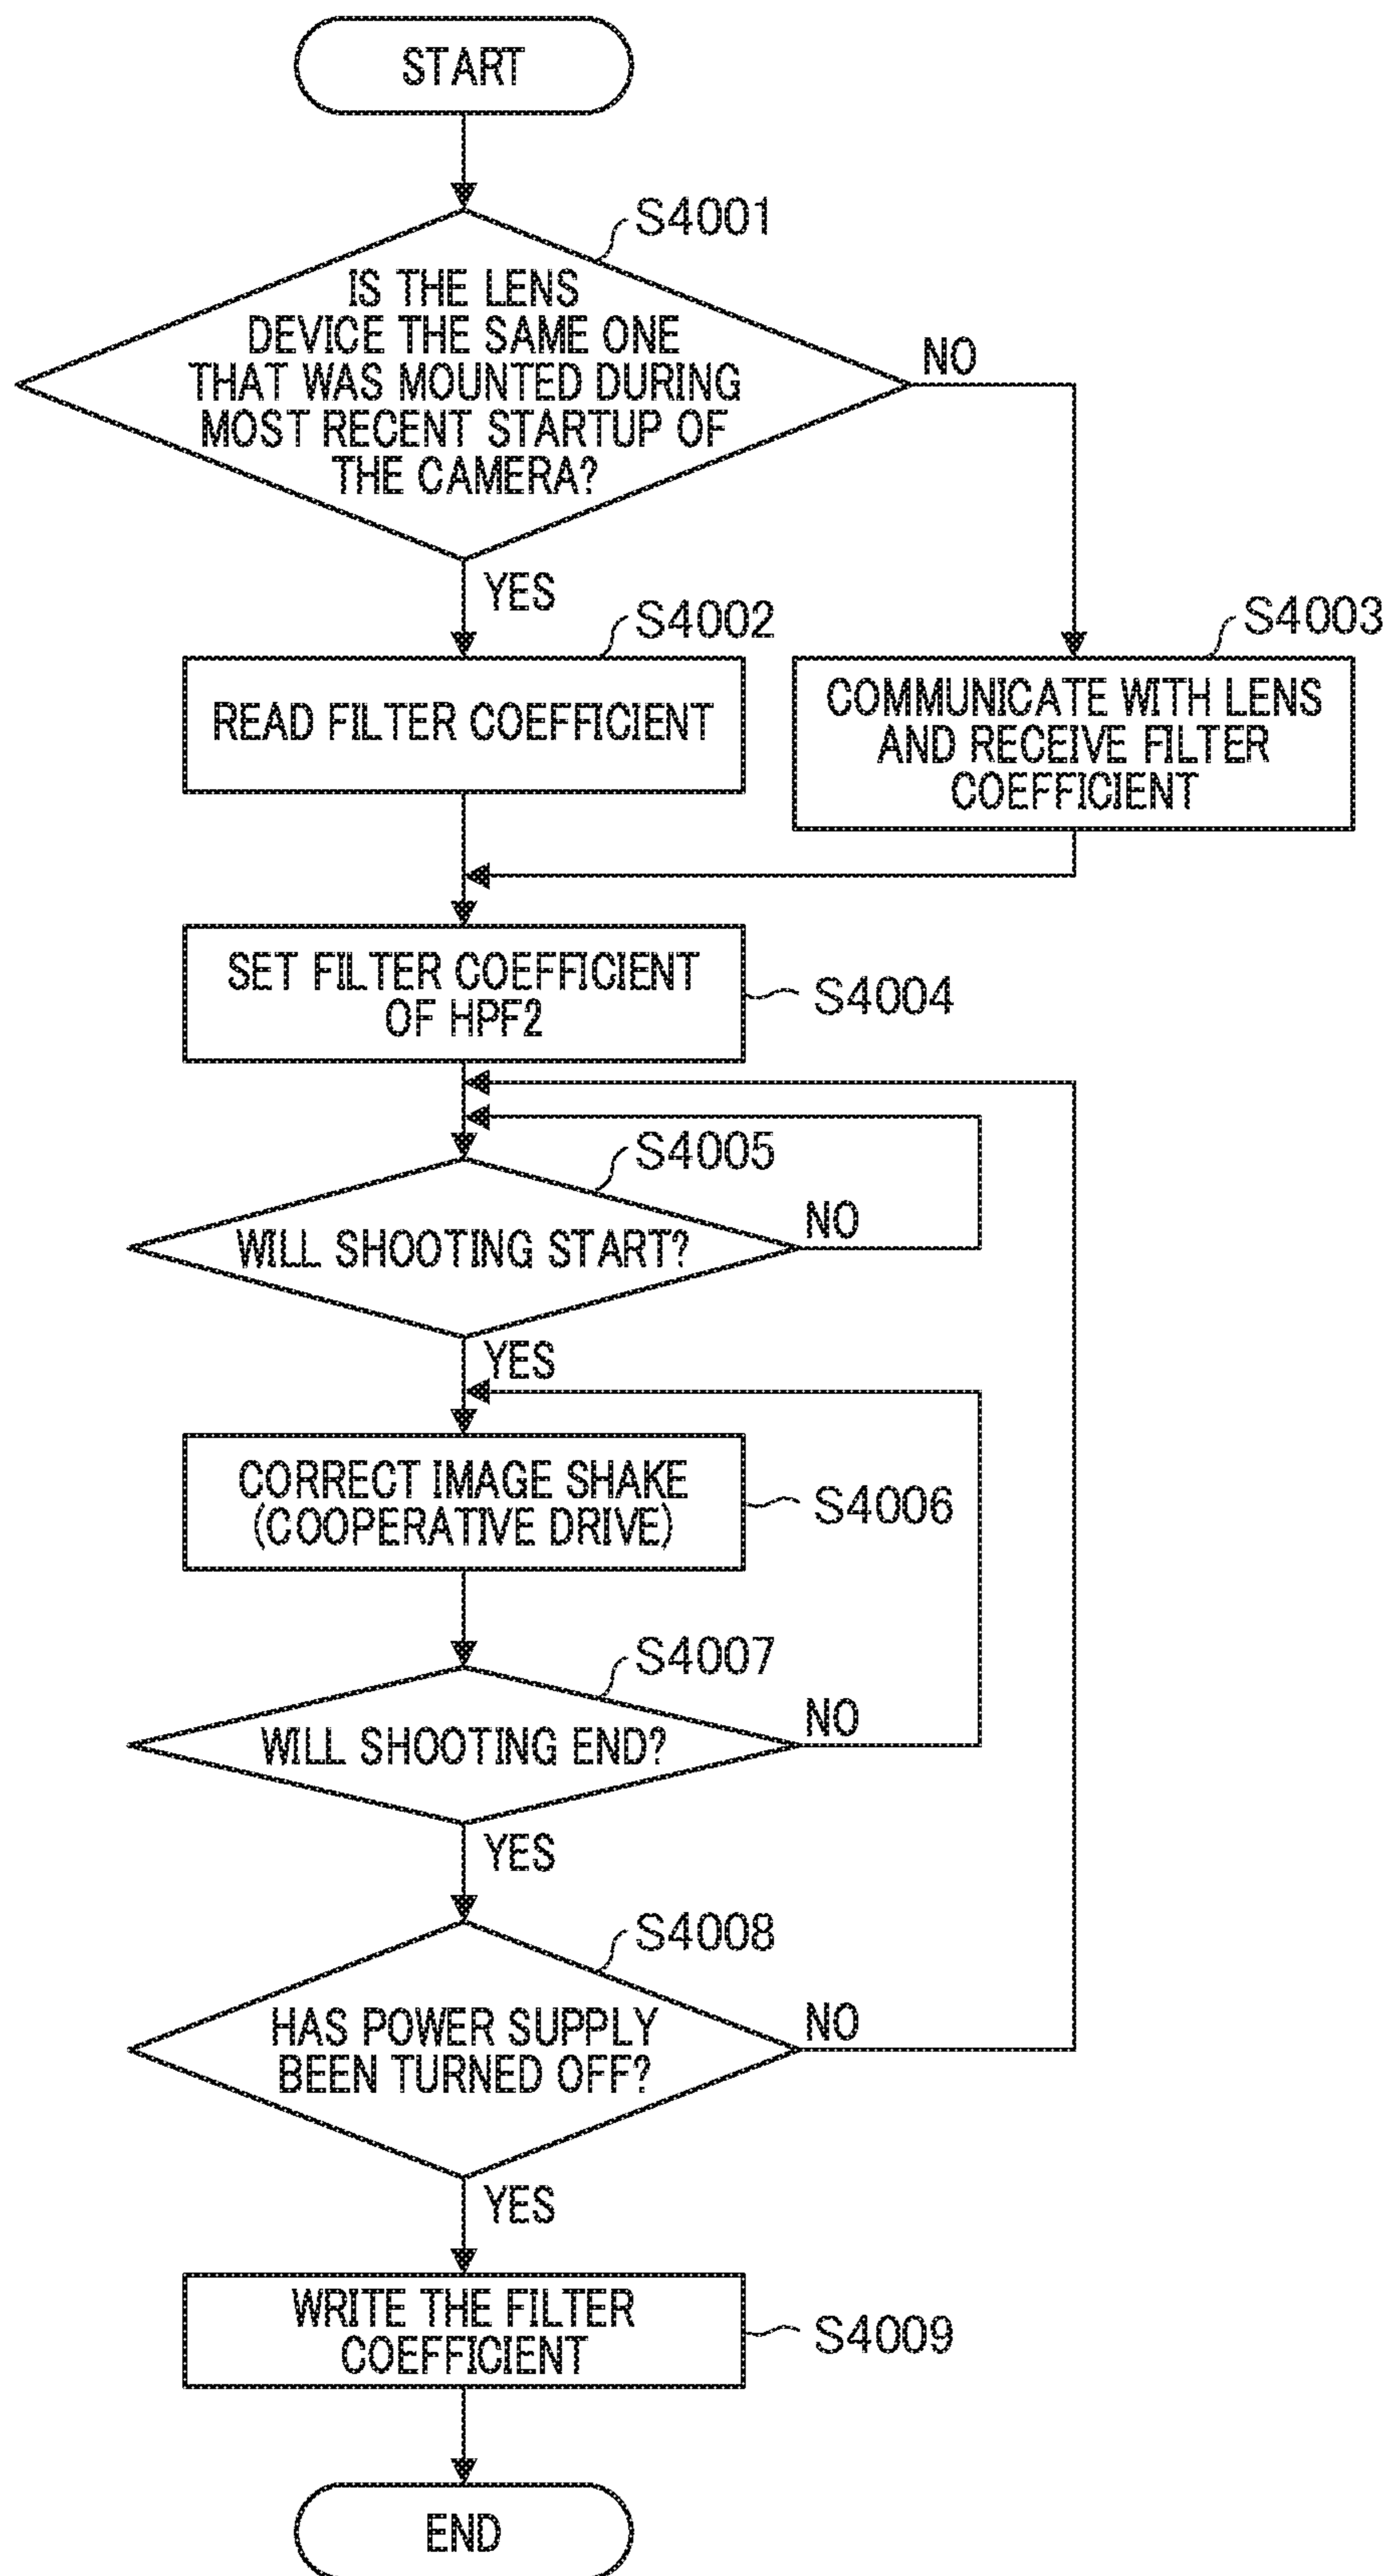 START
S4001
IS THE LENS
DEVICE THE SAME ONE
THAT WAS MOUNTED DURING
MOST RECENT STARTUP OF
THE CAMERA?
NO
YES
S4002
READ FILTER COEFFICIENT
S4003
COMMUNICATE WITH LENS
AND RECEIVE FILTER
COEFFICIENT
SET FILTER COEFFICIENT
OF HPF2
S4004
S4005
WILL SHOOTING START?
NO
YES
CORRECT IMAGE SHAKE
(COOPERATIVE DRIVE)
S4006
S4007
WILL SHOOTING END?
NO
YES
S4008
HAS POWER SUPPLY
BEEN TURNED OFF?
NO
YES
WRITE THE FILTER
COEFFICIENT
S4009
END